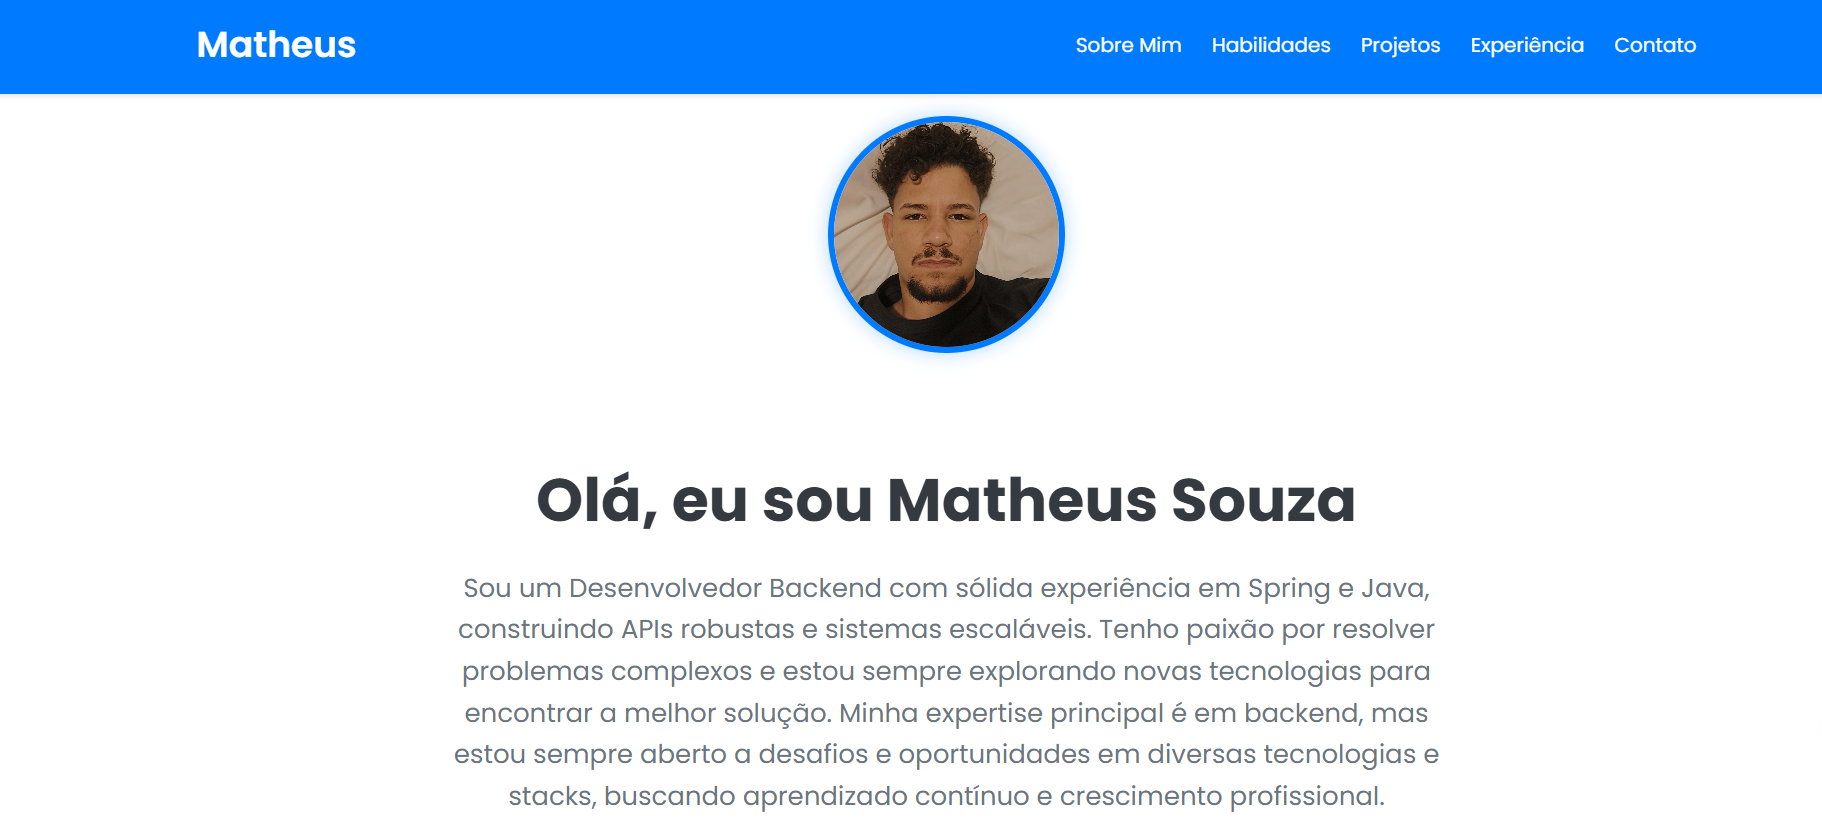 Matheus
Sobre Mim Habilidades Projetos Experiência Contato
Olá, eu sou Matheus Souza
Sou um Desenvolvedor Backend com sólida experiência em Spring e Java,
construindo APIs robustas e sistemas escaláveis. Tenho paixão por resolver
problemas complexos e estou sempre explorando novas tecnologias para
encontrar a melhor solução. Minha expertise principal é em backend, mas
estou sempre aberto a desafios e oportunidades em diversas tecnologias e
stacks, buscando aprendizado contínuo e crescimento profissional.